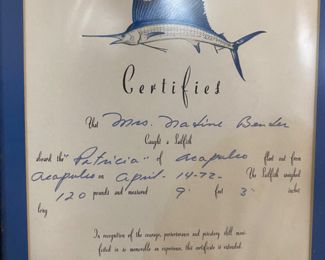 Certifies
That Mrs. Nadine Bender
Caught a Sailfish
aboard the "Patricia" of Acapulco fleet out from
Acapulco on April - 14-72. The Sailfish weighed
120 pounds and measured 9 feet 3 inches
long
In recognition of the courage, perseverance and piscatory skill mani-
fested in so memorable an experience, this certificate is extended.